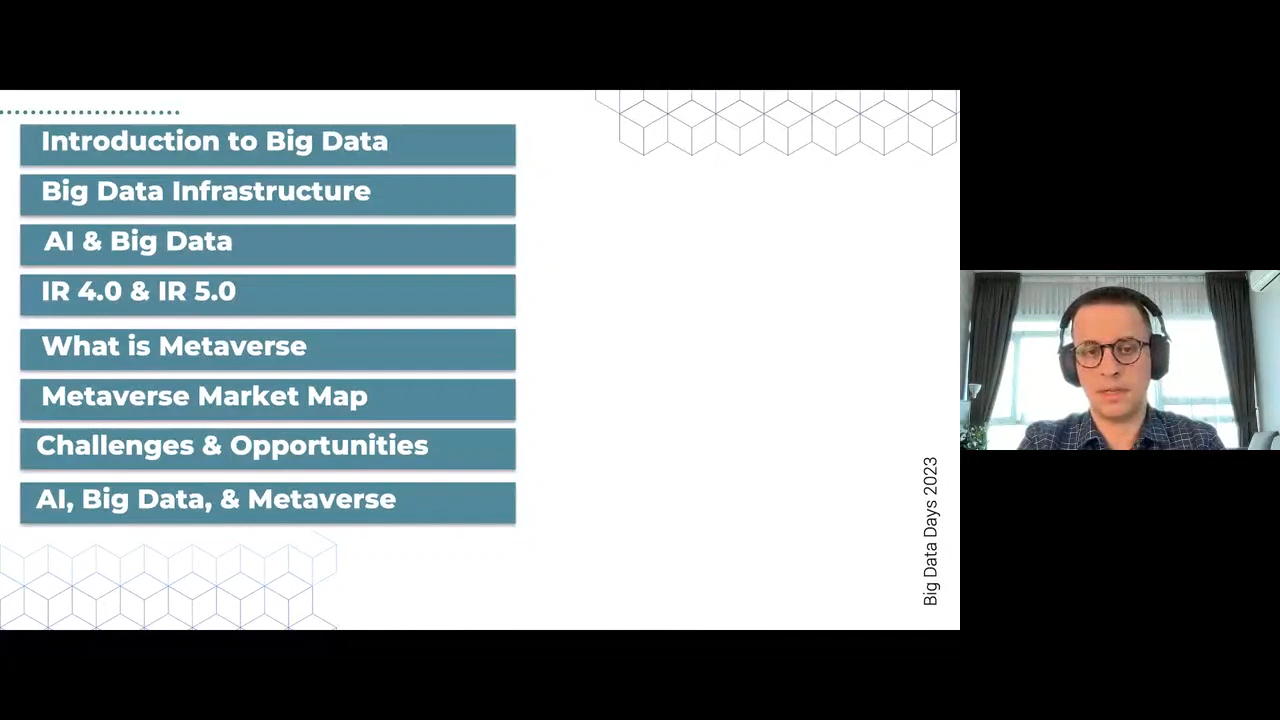 Introduction to Big Data
Big Data Infrastructure
AI & Big Data
IR 4.0 & IR 5.0
What is Metaverse
Metaverse Market Map
Challenges & Opportunities
AI, Big Data, & Metaverse
Big Data Days 2023